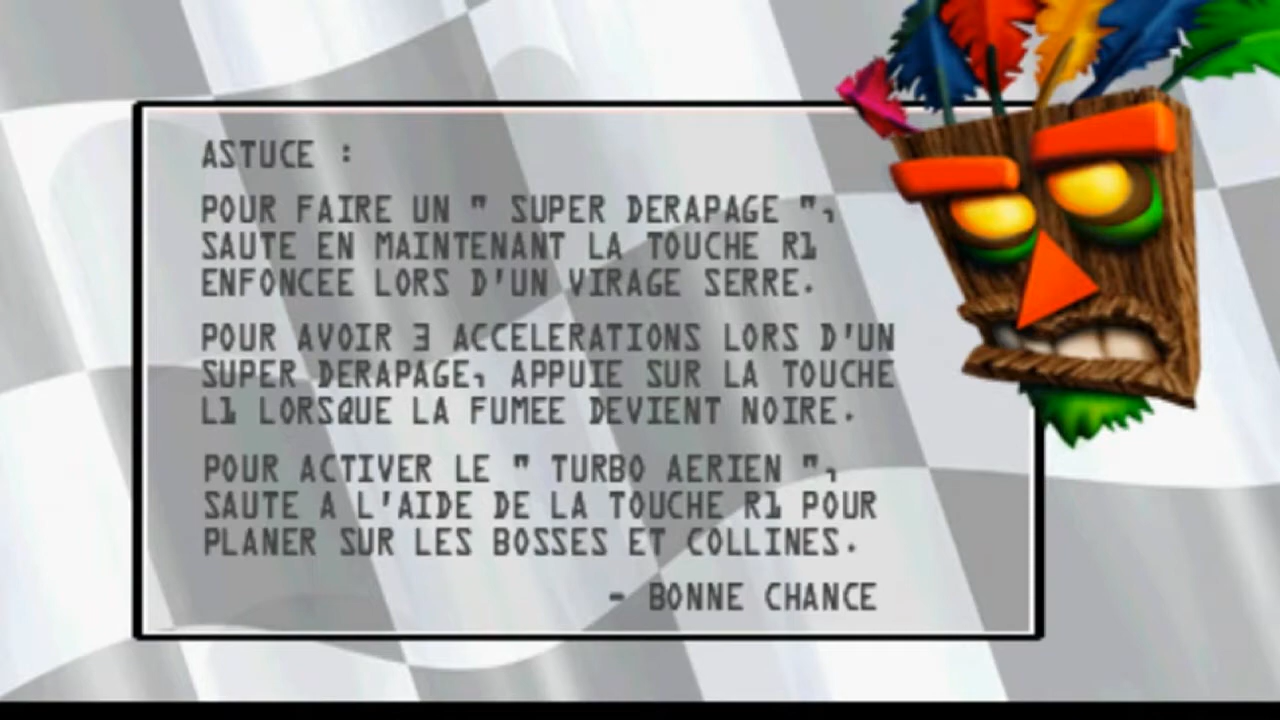 ASTUCE :
POUR FAIRE UN " SUPER DERAPAGE ",
SAUTE EN MAINTENANT LA TOUCHE R1
ENFONCEE LORS D'UN VIRAGE SERRE.
POUR AVOIR 3 ACCELERATIONS LORS D'UN
SUPER DERAPAGE, APPUIE SUR LA TOUCHE
L1 LORSQUE LA FUMEE DEVIENT NOIRE.
POUR ACTIVER LE " TURBO AERIEN ",
SAUTE A L'AIDE DE LA TOUCHE R1 POUR
PLANER SUR LES BOSSES ET COLLINES.
- BONNE CHANCE